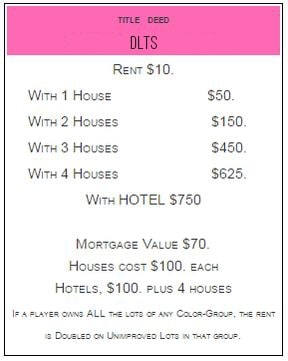 TITLE DEED
DLTS
RENT $10.
WITH 1 HOUSE $50.
WITH 2 HOUSES $150.
WITH 3 HOUSES $450.
WITH 4 HOUSES $625.
WITH HOTEL $750
MORTGAGE VALUE $70.
HOUSES COST $100. EACH
HOTELS, $100. PLUS 4 HOUSES
IF A PLAYER OWNS ALL THE LOTS OF ANY COLOR-GROUP, THE RENT
IS DOUBLED ON UNIMPROVED LOTS IN THAT GROUP.